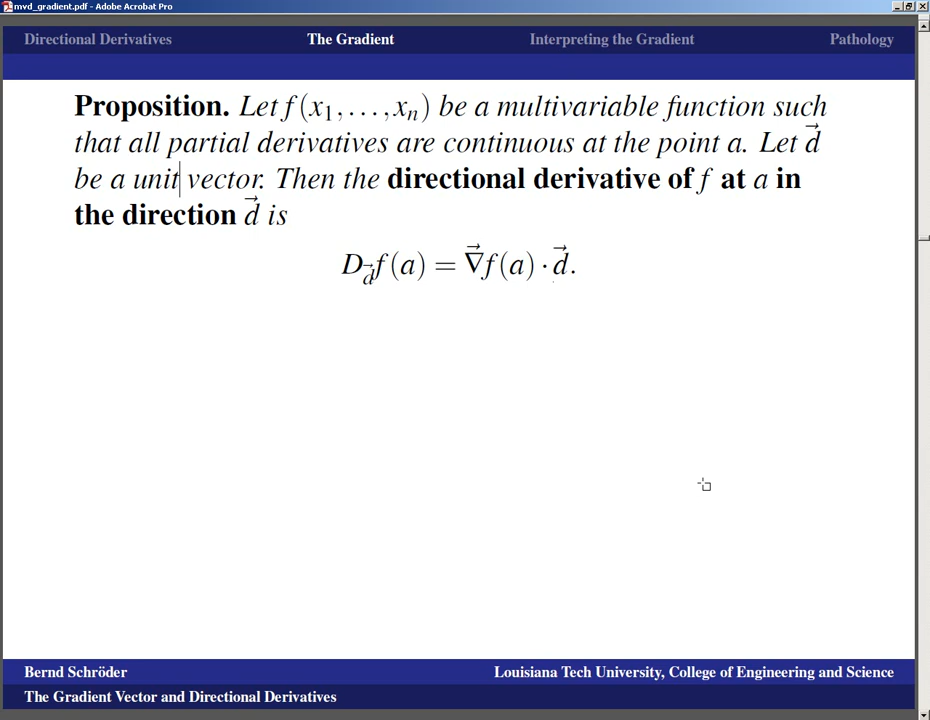 mvd_gradient.pdf - Adobe Acrobat Pro
Directional Derivatives The Gradient Interpreting the Gradient Pathology
Proposition. Let f(x₁,…,xₙ) be a multivariable function such
that all partial derivatives are continuous at the point a. Let d⃗
be a unit vector. Then the directional derivative of f at a in
the direction d⃗ is
D_d⃗ f(a) = ∇⃗f(a) · d⃗.
Bernd Schröder Louisiana Tech University, College of Engineering and Science
The Gradient Vector and Directional Derivatives